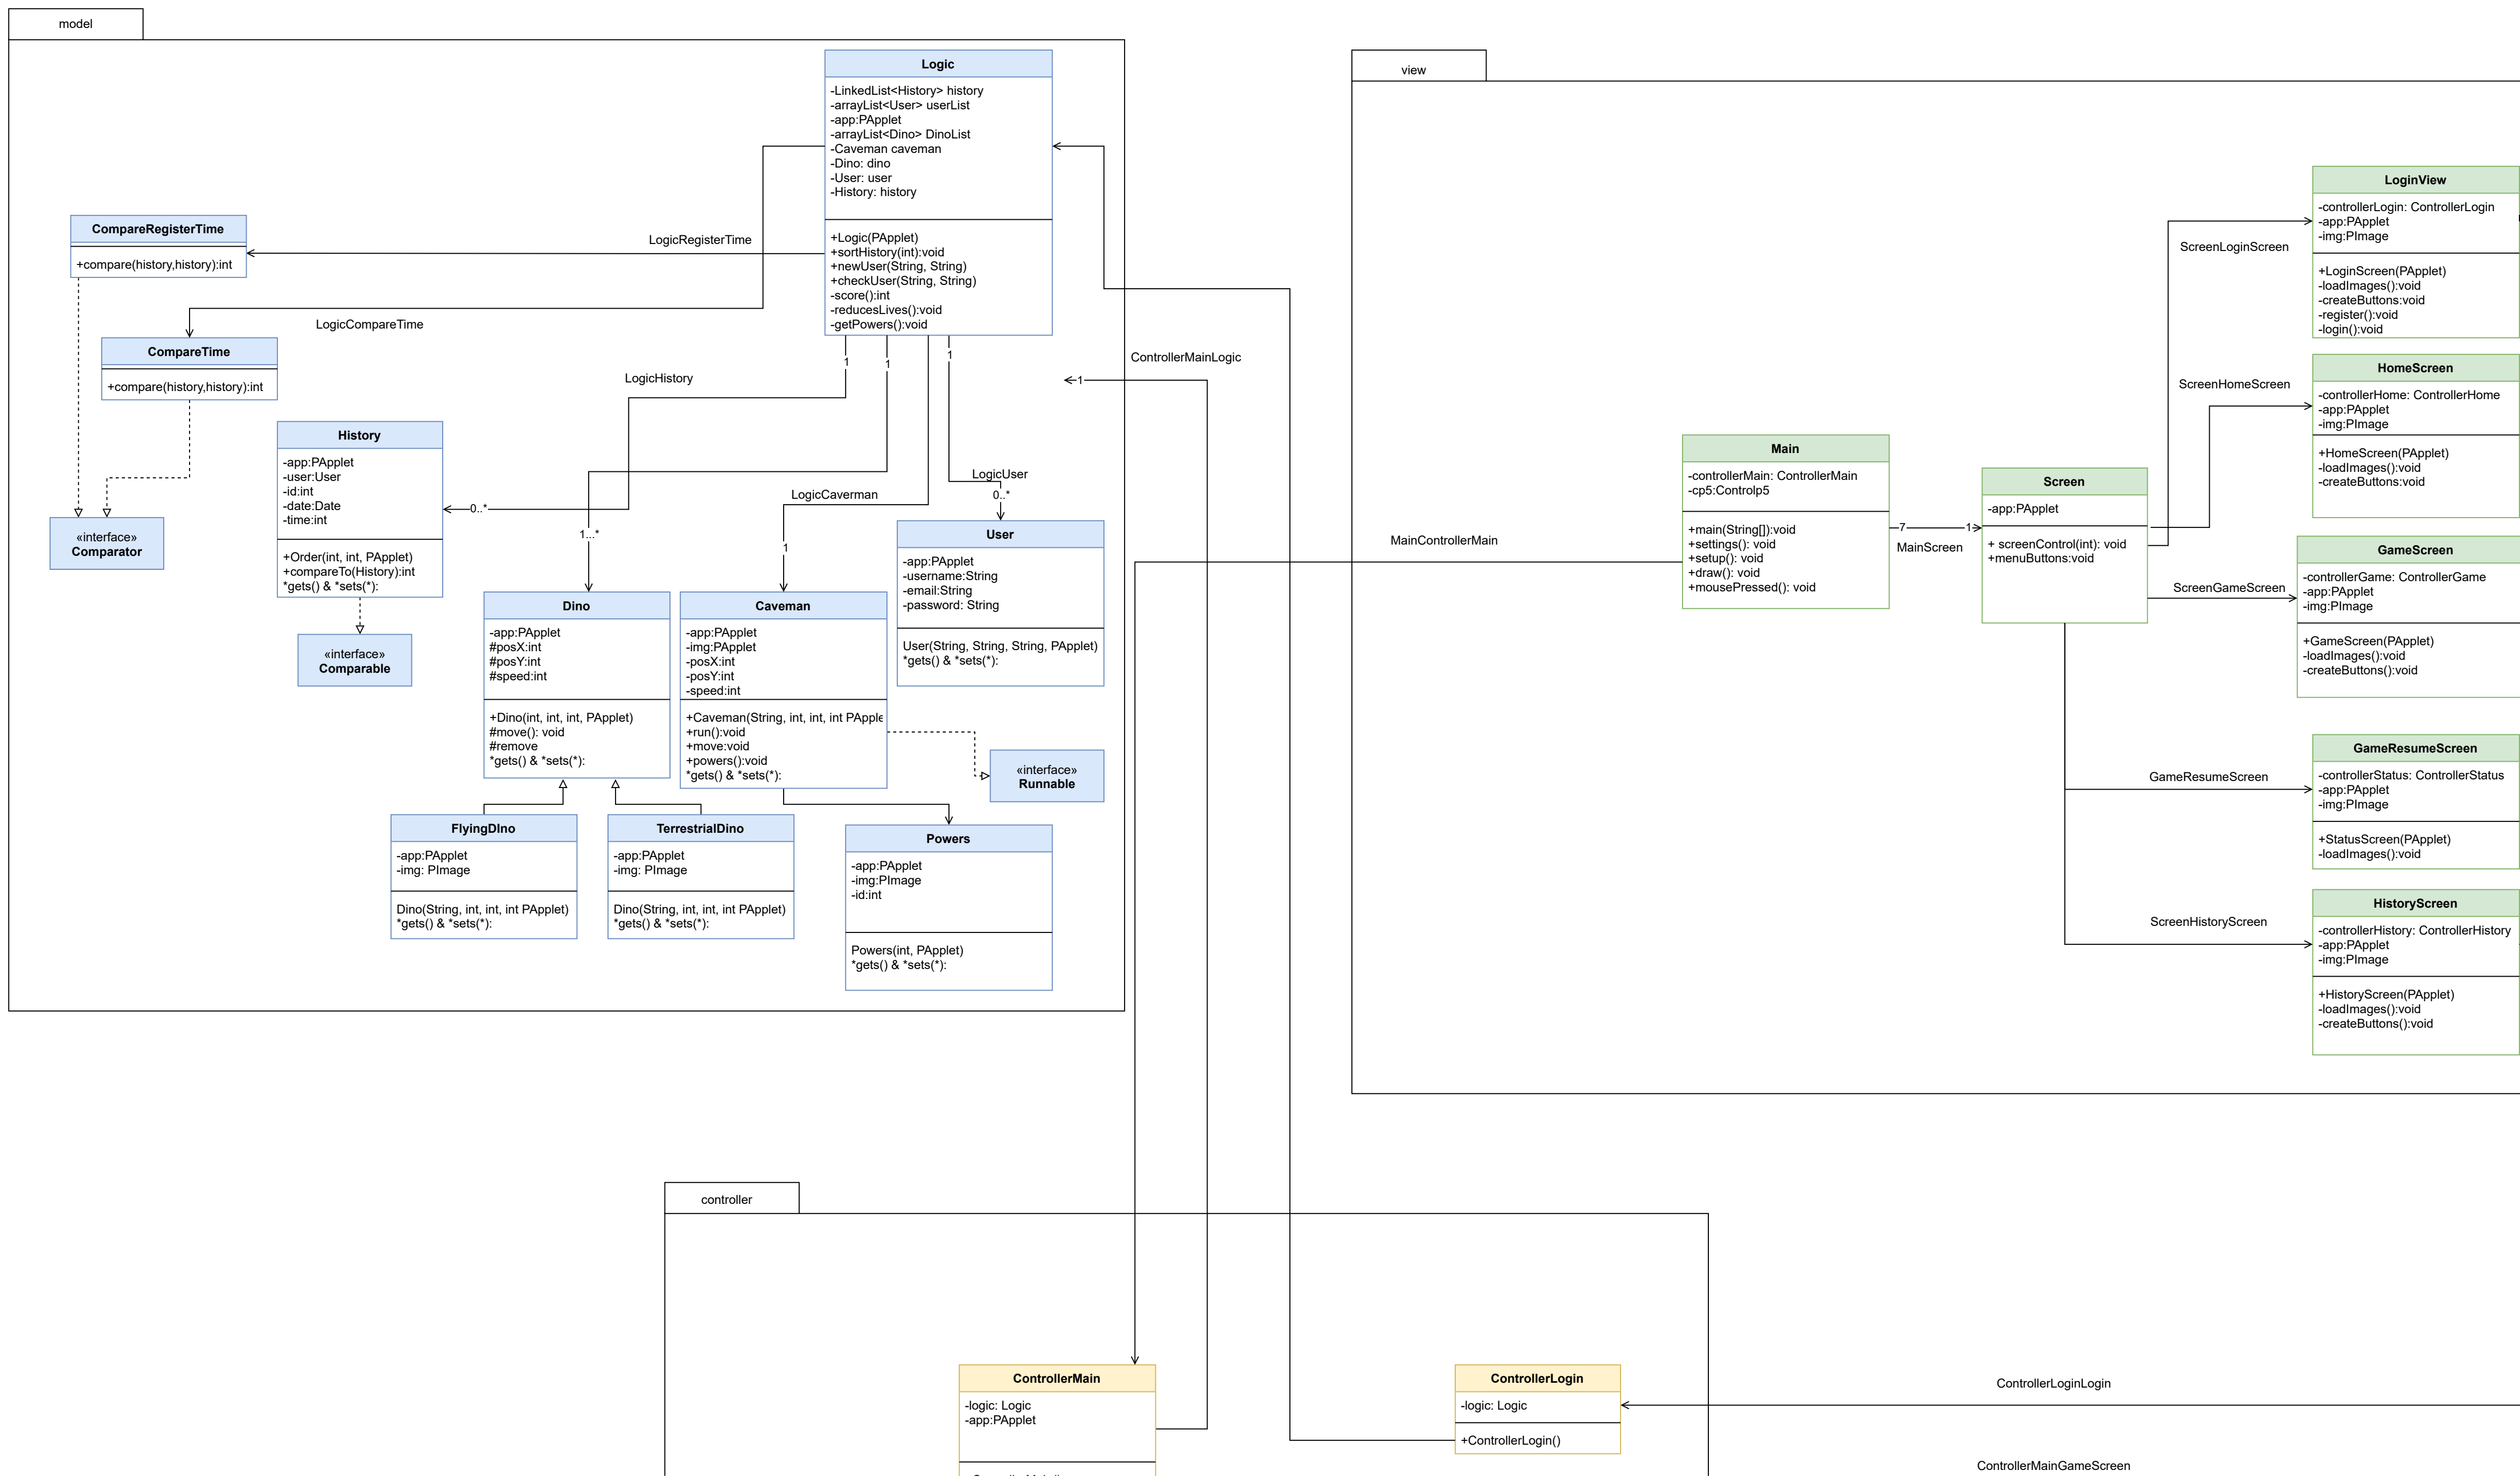 model
Logic
-LinkedList<History> history
-arrayList<User> userList
-app:PApplet
-arrayList<Dino> DinoList
-Caveman caveman
-Dino: dino
-User: user
-History: history
+Logic(PApplet)
+sortHistory(int):void
+newUser(String, String)
+checkUser(String, String)
-score():int
-reducesLives():void
-getPowers():void
CompareRegisterTime
+compare(history,history):int
LogicRegisterTime
LogicCompareTime
CompareTime
+compare(history,history):int
1
1
1
LogicHistory
History
-app:PApplet
-user:User
-id:int
-date:Date
-time:int
+Order(int, int, PApplet)
+compareTo(History):int
*gets() & *sets(*):
0..*
«interface»
Comparator
«interface»
Comparable
1...*
LogicCaverman
1
LogicUser
0..*
User
-app:PApplet
-username:String
-email:String
-password: String
User(String, String, String, PApplet)
*gets() & *sets(*):
Dino
-app:PApplet
#posX:int
#posY:int
#speed:int
+Dino(int, int, int, PApplet)
#move(): void
#remove
*gets() & *sets(*):
Caveman
-app:PApplet
-img:PApplet
-posX:int
-posY:int
-speed:int
+Caveman(String, int, int, int PApple
+run():void
+move:void
+powers():void
*gets() & *sets(*):
«interface»
Runnable
FlyingDIno
-app:PApplet
-img: PImage
Dino(String, int, int, int PApplet)
*gets() & *sets(*):
TerrestrialDino
-app:PApplet
-img: PImage
Dino(String, int, int, int PApplet)
*gets() & *sets(*):
Powers
-app:PApplet
-img:PImage
-id:int
Powers(int, PApplet)
*gets() & *sets(*):
ControllerMainLogic
1
view
MainControllerMain
Main
-controllerMain: ControllerMain
-cp5:Controlp5
+main(String[]):void
+settings(): void
+setup(): void
+draw(): void
+mousePressed(): void
7
1
MainScreen
Screen
-app:PApplet
+ screenControl(int): void
+menuButtons:void
ScreenLoginScreen
ScreenHomeScreen
ScreenGameScreen
GameResumeScreen
ScreenHistoryScreen
LoginView
-controllerLogin: ControllerLogin
-app:PApplet
-img:PImage
+LoginScreen(PApplet)
-loadImages():void
-createButtons:void
-register():void
-login():void
HomeScreen
-controllerHome: ControllerHome
-app:PApplet
-img:PImage
+HomeScreen(PApplet)
-loadImages():void
-createButtons:void
GameScreen
-controllerGame: ControllerGame
-app:PApplet
-img:PImage
+GameScreen(PApplet)
-loadImages():void
-createButtons():void
GameResumeScreen
-controllerStatus: ControllerStatus
-app:PApplet
-img:PImage
+StatusScreen(PApplet)
-loadImages():void
HistoryScreen
-controllerHistory: ControllerHistory
-app:PApplet
-img:PImage
+HistoryScreen(PApplet)
-loadImages():void
-createButtons():void
controller
ControllerMain
-logic: Logic
-app:PApplet
ControllerLogin
-logic: Logic
+ControllerLogin()
ControllerLoginLogin
ControllerMainGameScreen